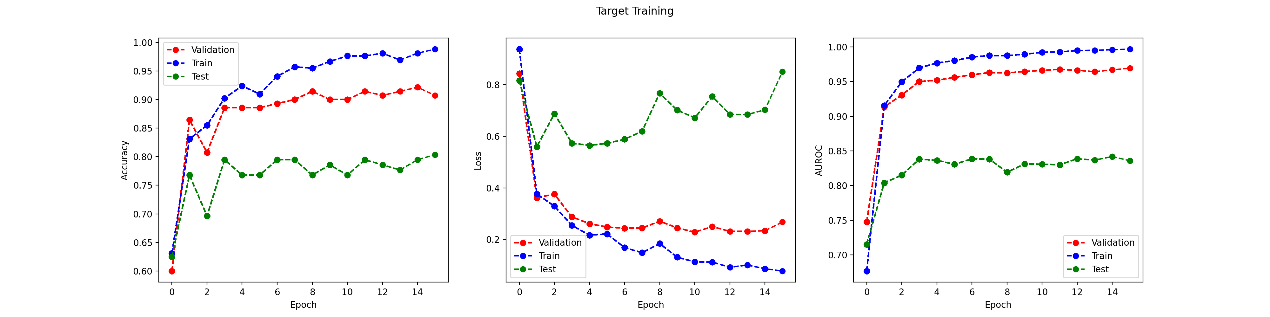 Target Training
Accuracy
1.00
0.95
0.90
0.85
0.80
0.75
0.70
0.65
0.60
Validation
Train
Test
0 2 4 6 8 10 12 14
Epoch
Loss
0.8
0.6
0.4
0.2
Validation
Train
Test
0 2 4 6 8 10 12 14
Epoch
AUROC
1.00
0.95
0.90
0.85
0.80
0.75
0.70
Validation
Train
Test
0 2 4 6 8 10 12 14
Epoch